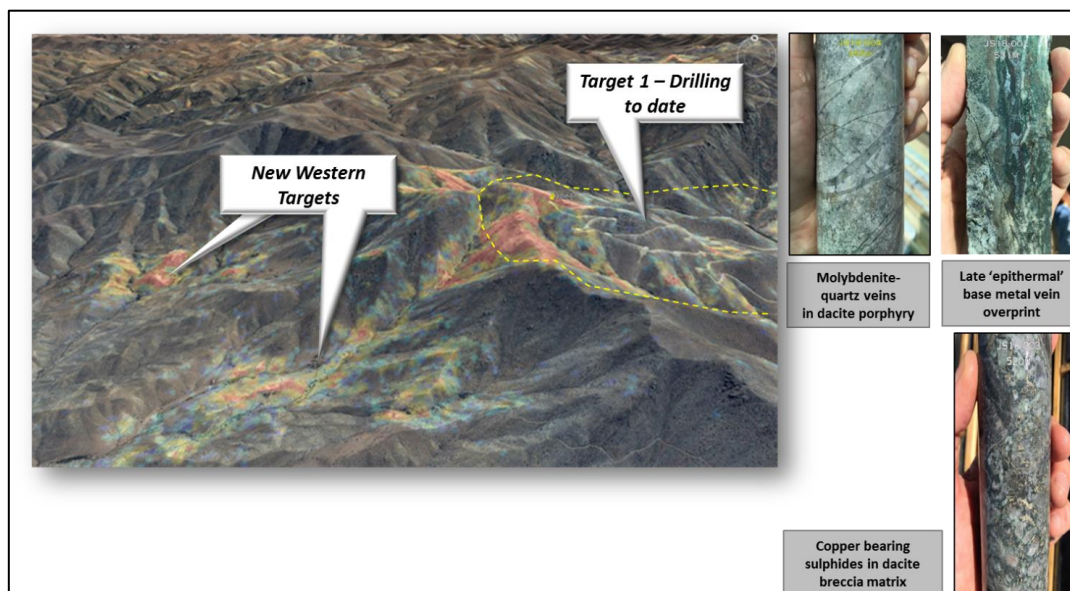 Target 1 – Drilling
to date
New Western
Targets
Molybdenite-
quartz veins
in dacite porphyry
Late ‘epithermal’
base metal vein
overprint
Copper bearing
sulphides in dacite
breccia matrix